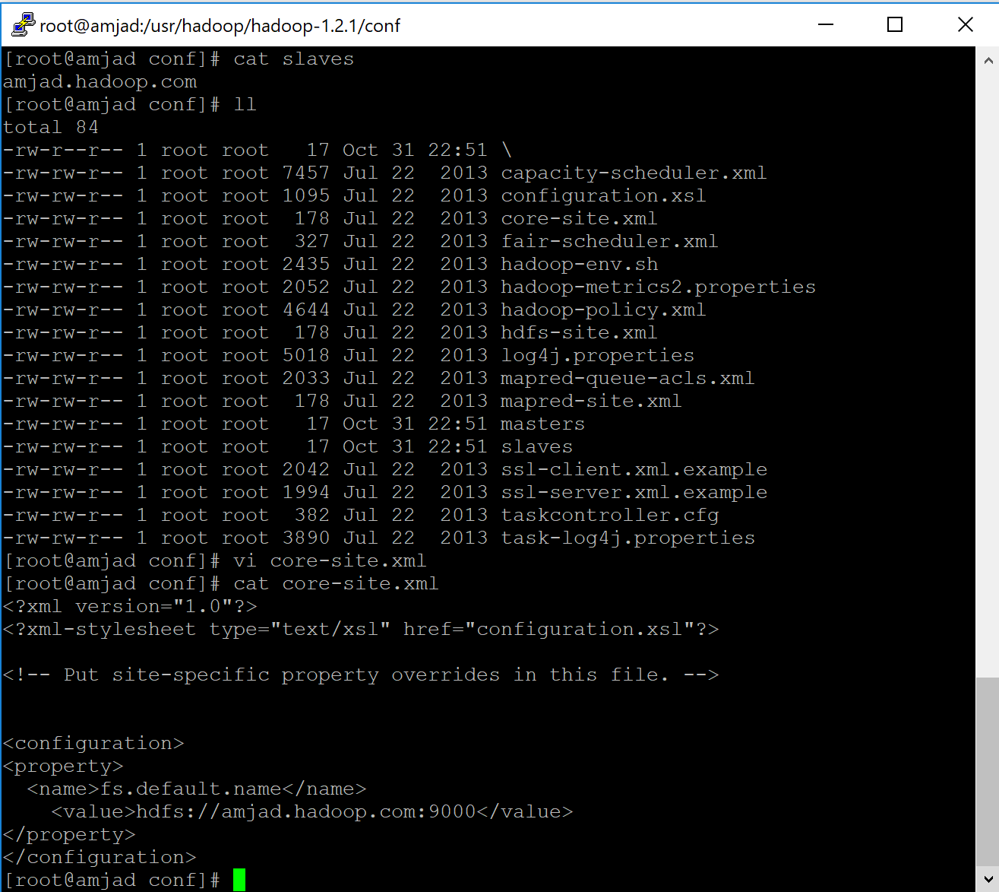 root@amjad:/usr/hadoop/hadoop-1.2.1/conf
[root@amjad conf]# cat slaves
amjad.hadoop.com
[root@amjad conf]# ll
total 84
-rw-r--r-- 1 root root   17 Oct 31 22:51 \
-rw-rw-r-- 1 root root 7457 Jul 22  2013 capacity-scheduler.xml
-rw-rw-r-- 1 root root 1095 Jul 22  2013 configuration.xsl
-rw-rw-r-- 1 root root  178 Jul 22  2013 core-site.xml
-rw-rw-r-- 1 root root  327 Jul 22  2013 fair-scheduler.xml
-rw-rw-r-- 1 root root 2435 Jul 22  2013 hadoop-env.sh
-rw-rw-r-- 1 root root 2052 Jul 22  2013 hadoop-metrics2.properties
-rw-rw-r-- 1 root root 4644 Jul 22  2013 hadoop-policy.xml
-rw-rw-r-- 1 root root  178 Jul 22  2013 hdfs-site.xml
-rw-rw-r-- 1 root root 5018 Jul 22  2013 log4j.properties
-rw-rw-r-- 1 root root 2033 Jul 22  2013 mapred-queue-acls.xml
-rw-rw-r-- 1 root root  178 Jul 22  2013 mapred-site.xml
-rw-rw-r-- 1 root root   17 Oct 31 22:51 masters
-rw-rw-r-- 1 root root   17 Oct 31 22:51 slaves
-rw-rw-r-- 1 root root 2042 Jul 22  2013 ssl-client.xml.example
-rw-rw-r-- 1 root root 1994 Jul 22  2013 ssl-server.xml.example
-rw-rw-r-- 1 root root  382 Jul 22  2013 taskcontroller.cfg
-rw-rw-r-- 1 root root 3890 Jul 22  2013 task-log4j.properties
[root@amjad conf]# vi core-site.xml
[root@amjad conf]# cat core-site.xml
<?xml version="1.0"?>
<?xml-stylesheet type="text/xsl" href="configuration.xsl"?>

<!-- Put site-specific property overrides in this file. -->


<configuration>
<property>
  <name>fs.default.name</name>
    <value>hdfs://amjad.hadoop.com:9000</value>
</property>
</configuration>
[root@amjad conf]#